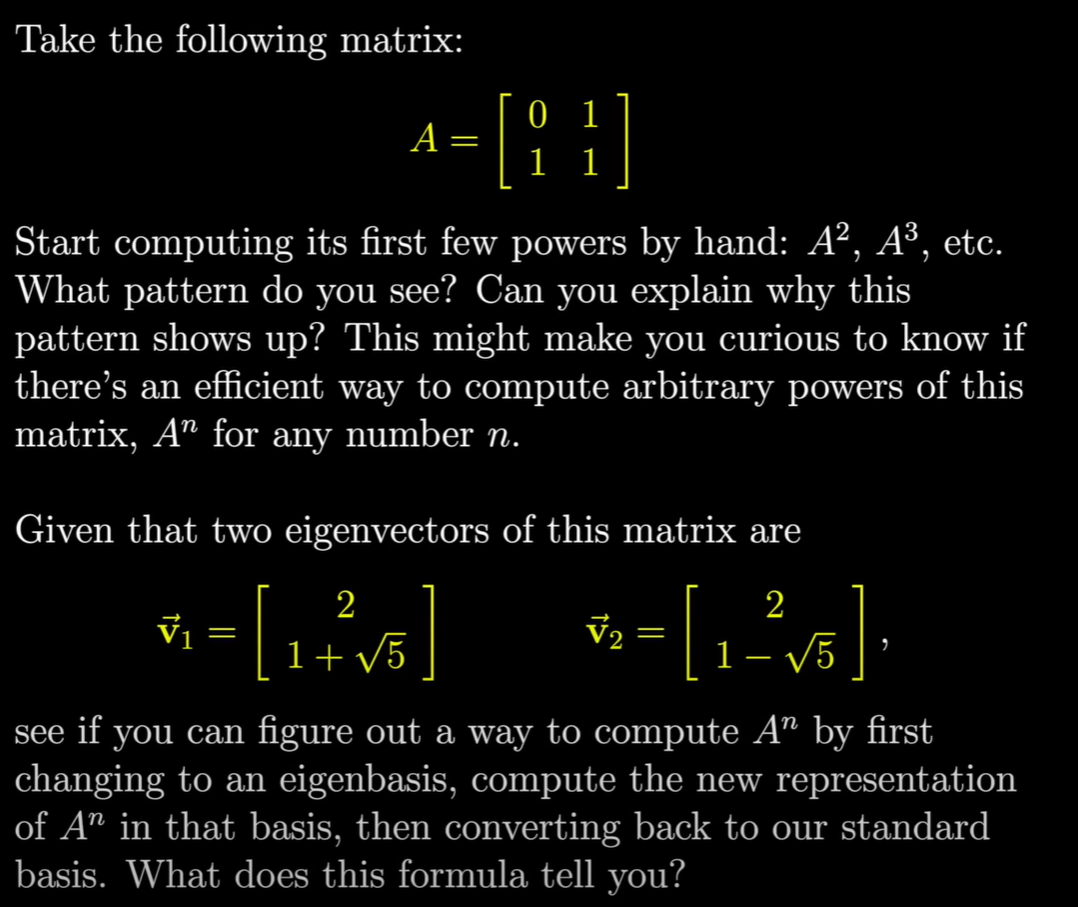 Take the following matrix:
A = [ 0 1 ]
[ 1 1 ]
Start computing its first few powers by hand: A², A³, etc.
What pattern do you see? Can you explain why this
pattern shows up? This might make you curious to know if
there's an efficient way to compute arbitrary powers of this
matrix, Aⁿ for any number n.
Given that two eigenvectors of this matrix are
v⃗₁ = [ 2 ] v⃗₂ = [ 2 ] ,
[ 1 + √5 ] [ 1 − √5 ]
see if you can figure out a way to compute Aⁿ by first
changing to an eigenbasis, compute the new representation
of Aⁿ in that basis, then converting back to our standard
basis. What does this formula tell you?